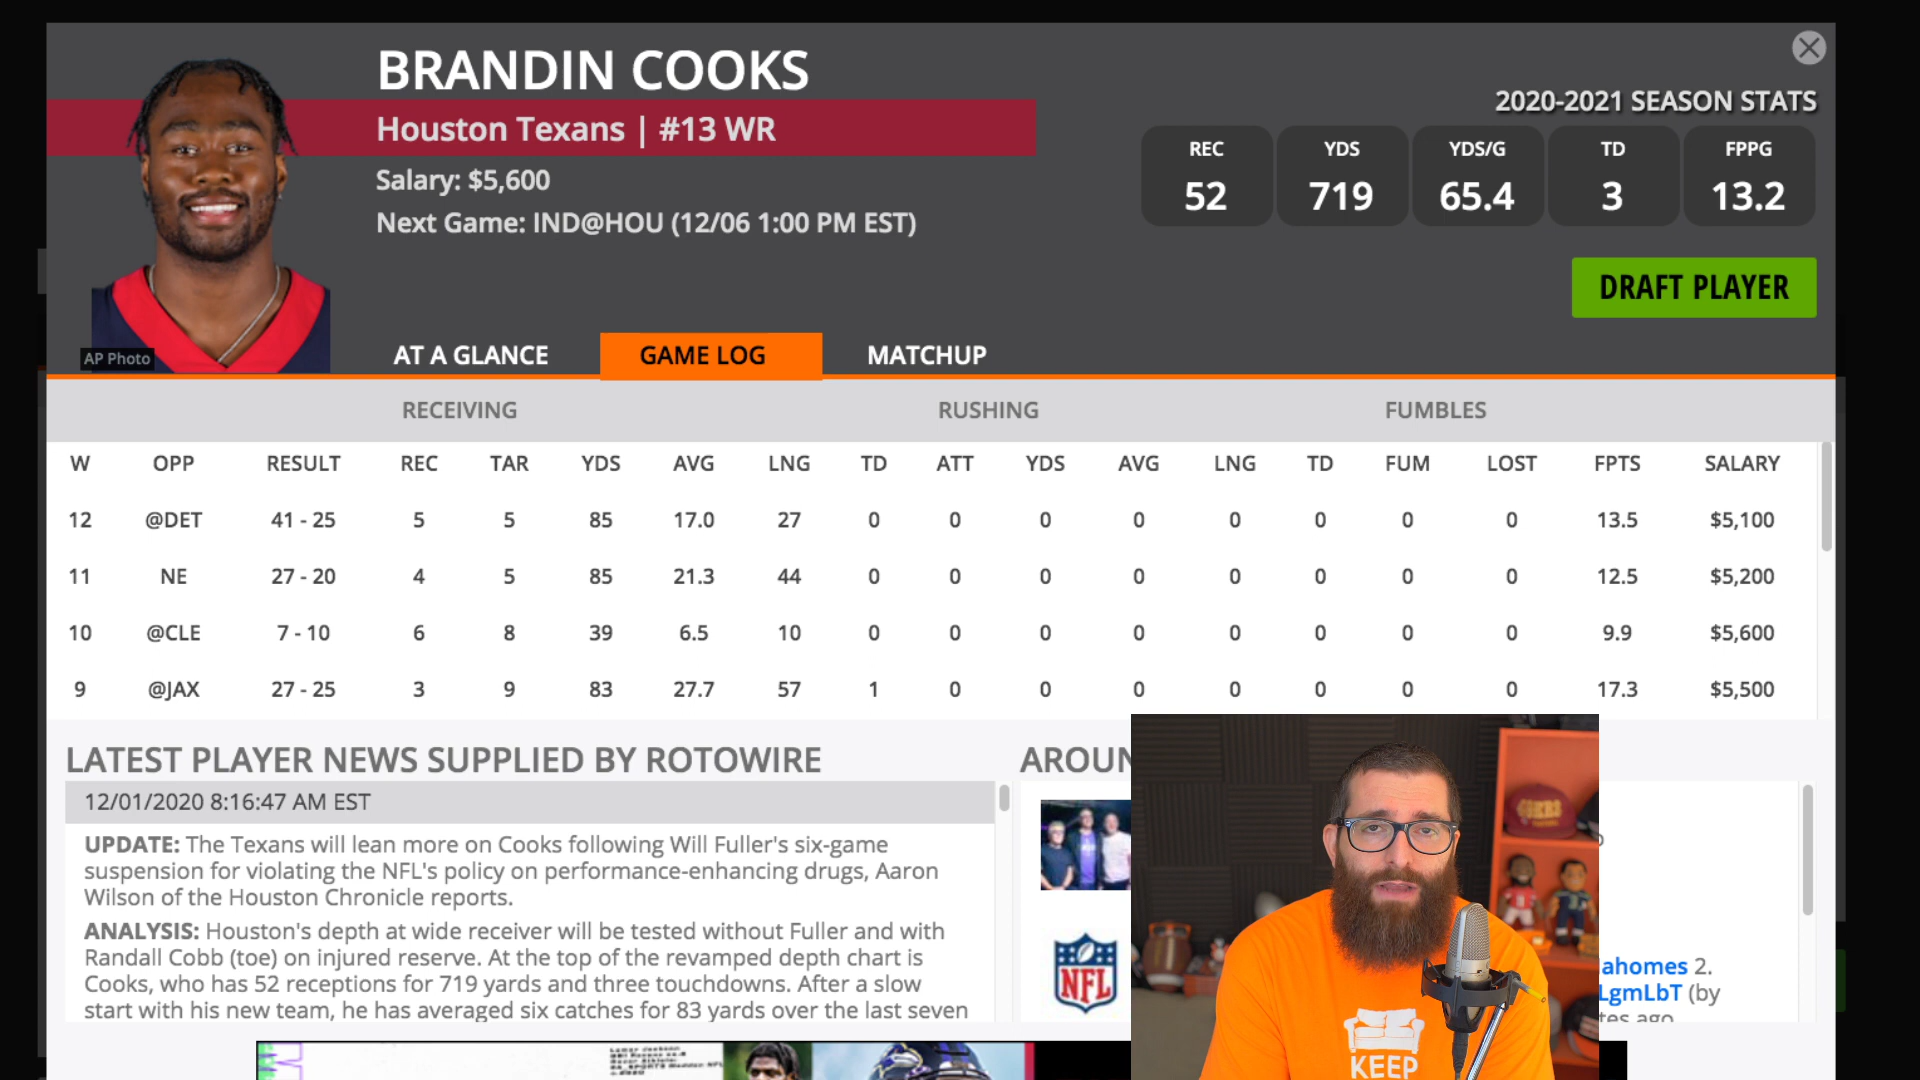 BRANDIN COOKS
Houston Texans | #13 WR
Salary: $5,600
Next Game: IND@HOU (12/06 1:00 PM EST)
2020-2021 SEASON STATS
REC YDS YDS/G TD FPPG
52 719 65.4 3 13.2
DRAFT PLAYER
AP Photo
AT A GLANCE GAME LOG MATCHUP
RECEIVING RUSHING FUMBLES
W OPP RESULT REC TAR YDS AVG LNG TD ATT YDS AVG LNG TD FUM LOST FPTS SALARY
12 @DET 41 - 25 5 5 85 17.0 27 0 0 0 0 0 0 0 0 13.5 $5,100
11 NE 27 - 20 4 5 85 21.3 44 0 0 0 0 0 0 0 0 12.5 $5,200
10 @CLE 7 - 10 6 8 39 6.5 10 0 0 0 0 0 0 0 0 9.9 $5,600
9 @JAX 27 - 25 3 9 83 27.7 57 1 0 0 0 0 0 0 0 17.3 $5,500
LATEST PLAYER NEWS SUPPLIED BY ROTOWIRE
12/01/2020 8:16:47 AM EST
UPDATE: The Texans will lean more on Cooks following Will Fuller's six-game
suspension for violating the NFL's policy on performance-enhancing drugs, Aaron
Wilson of the Houston Chronicle reports.
ANALYSIS: Houston's depth at wide receiver will be tested without Fuller and with
Randall Cobb (toe) on injured reserve. At the top of the revamped depth chart is
Cooks, who has 52 receptions for 719 yards and three touchdowns. After a slow
start with his new team, he has averaged six catches for 83 yards over the last seven
AROUN
NFL
ahomes 2.
LgmLbT (by
tes ago
49ERS
KEEP